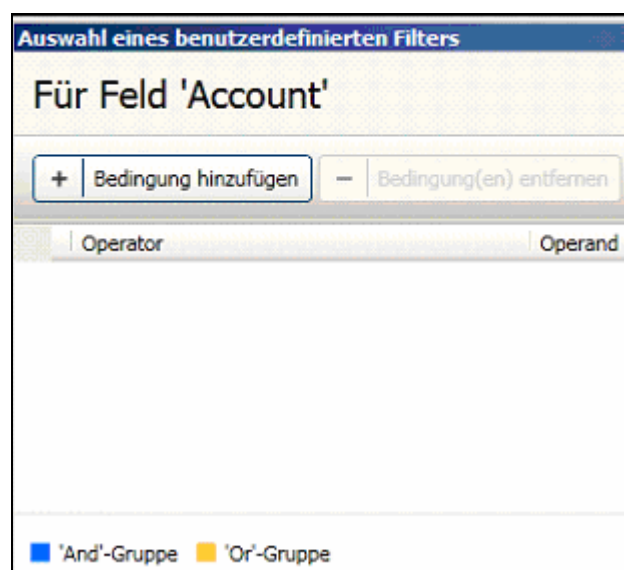 Auswahl eines benutzerdefinierten Filters
Für Feld 'Account'
+ Bedingung hinzufügen − Bedingung(en) entfernen
Operator Operand
'And'-Gruppe 'Or'-Gruppe